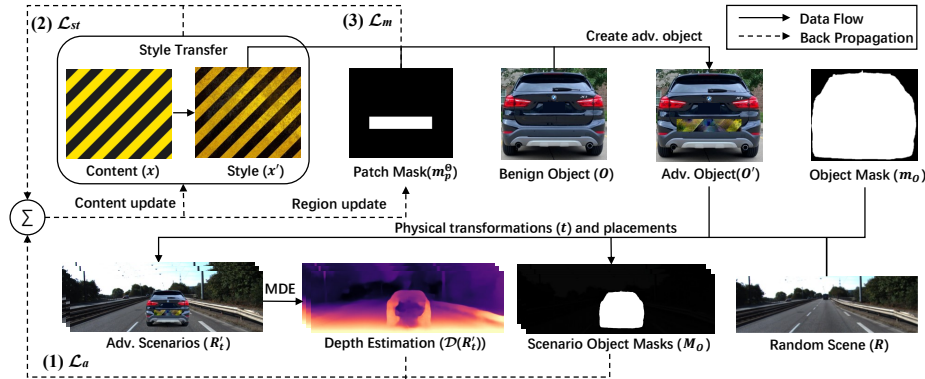 (2) ℒst
(3) ℒm
Data Flow
Back Propagation
Style Transfer
Create adv. object
Content (x)
Style (x′)
Patch Mask(m_p^Θ)
Benign Object (O)
Adv. Object(O′)
Object Mask (m_O)
Content update
Region update
Σ
Physical transformations (t) and placements
MDE
Adv. Scenarios (R′_t)
Depth Estimation (𝒟(R′_t))
Scenario Object Masks (M_O)
Random Scene (R)
(1) ℒa